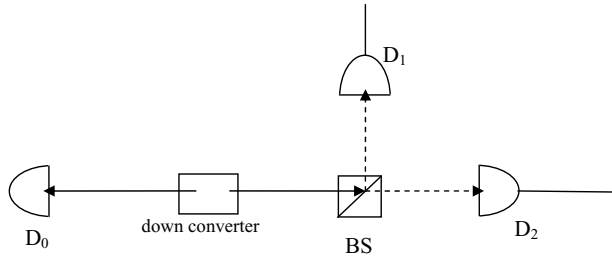 D₁
D₀
down converter
BS
D₂